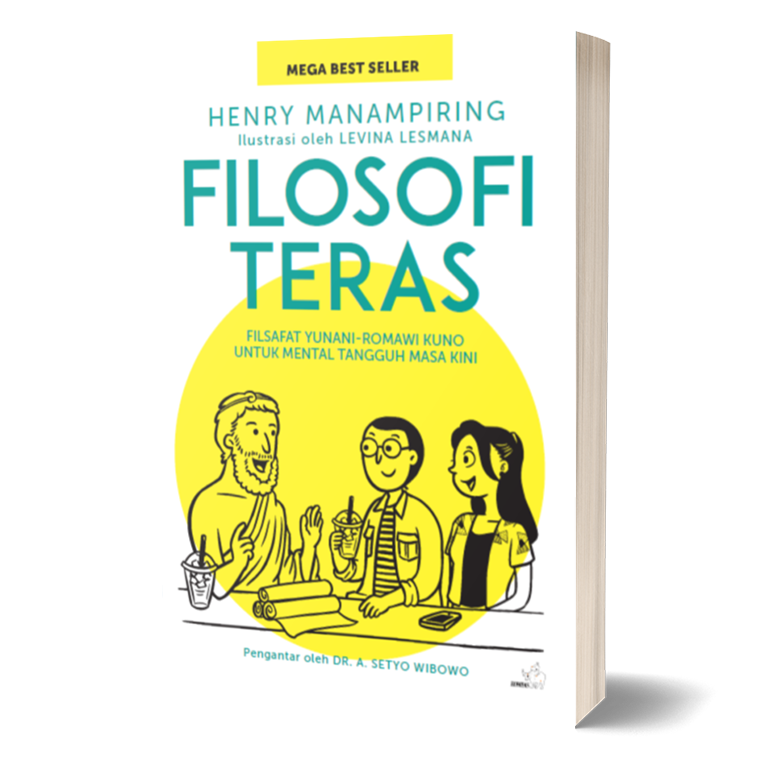 MEGA BEST SELLER
HENRY MANAMPIRING
Ilustrasi oleh LEVINA LESMANA
FILOSOFI
TERAS
FILSAFAT YUNANI-ROMAWI KUNO
UNTUK MENTAL TANGGUH MASA KINI
Pengantar oleh DR. A. SETYO WIBOWO